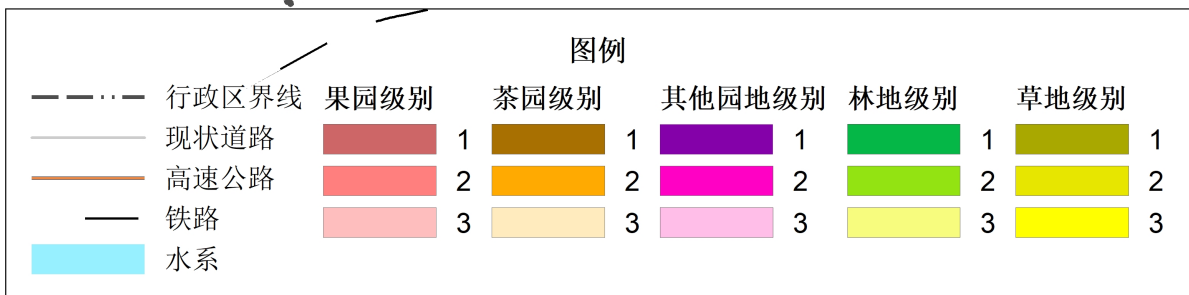 图例
行政区界线 果园级别 茶园级别 其他园地级别 林地级别 草地级别
现状道路 1 1 1 1 1
高速公路 2 2 2 2 2
铁路 3 3 3 3 3
水系